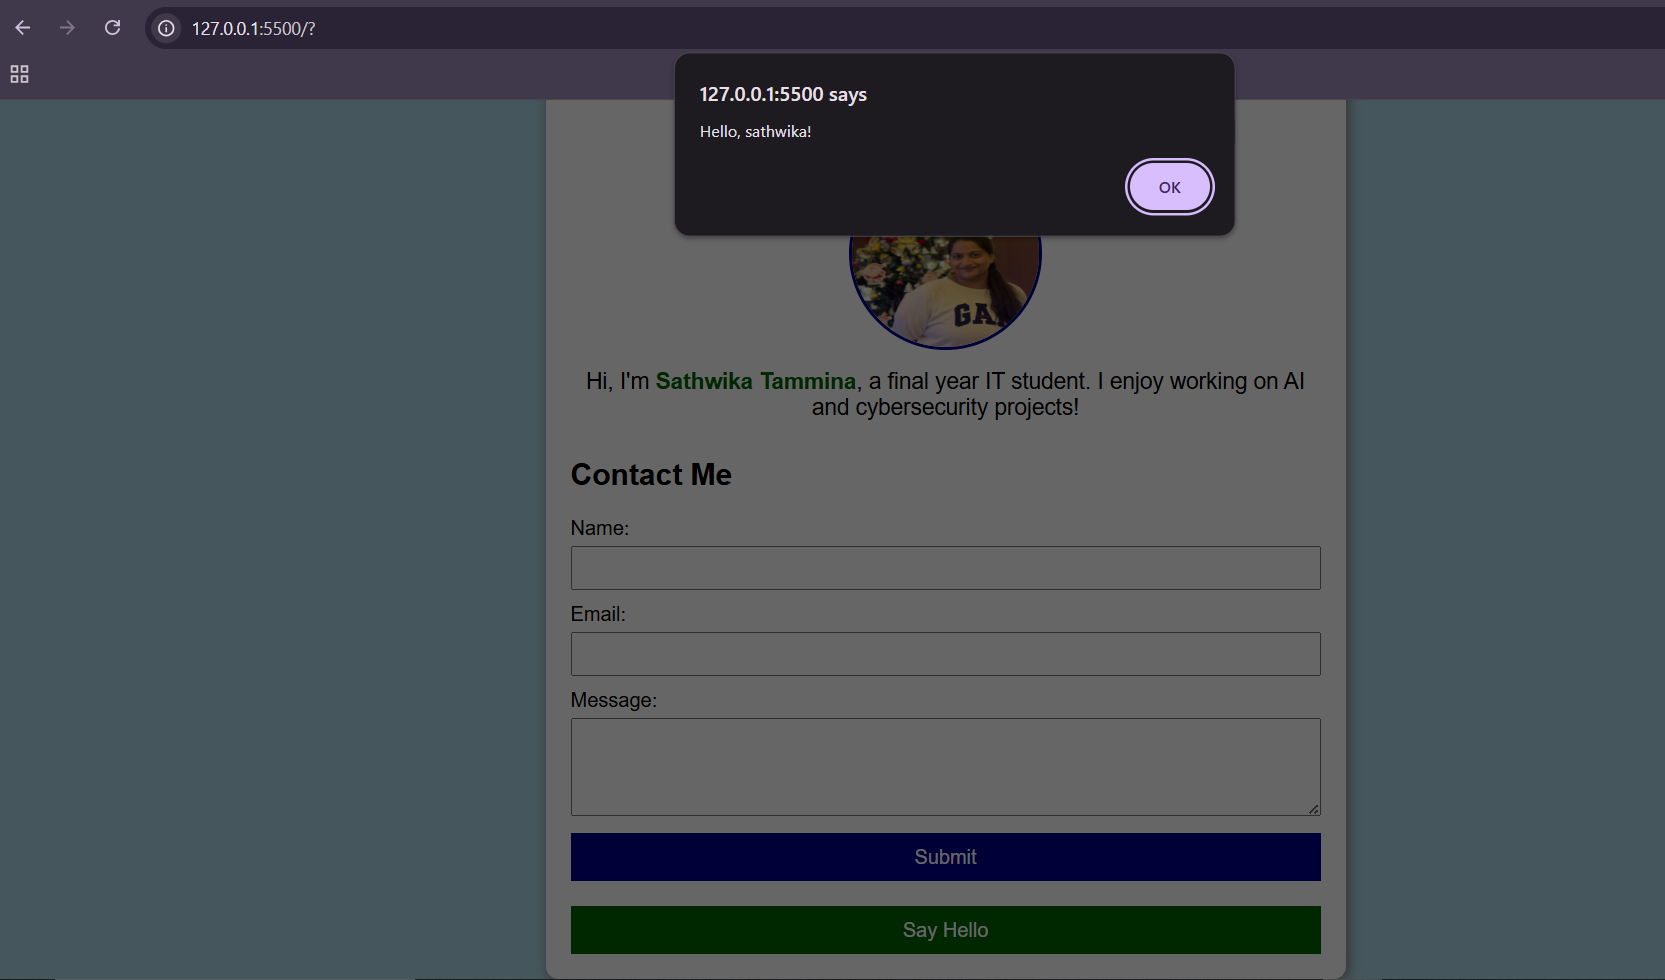 127.0.0.1:5500/?
127.0.0.1:5500 says
Hello, sathwika!
OK
Hi, I'm Sathwika Tammina, a final year IT student. I enjoy working on AI
and cybersecurity projects!
Contact Me
Name:
Email:
Message:
Submit
Say Hello